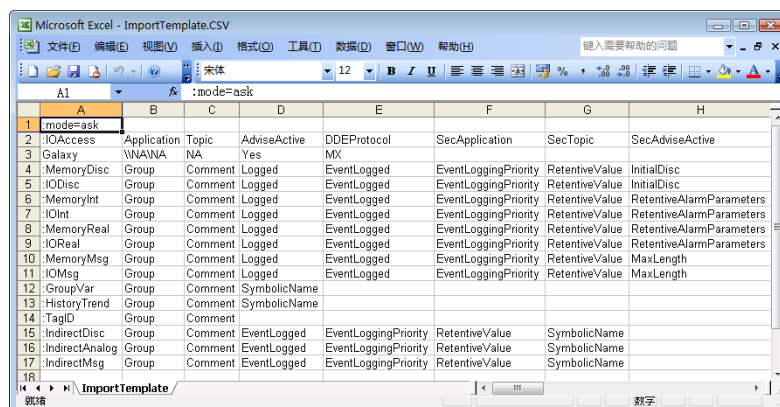 Microsoft Excel - ImportTemplate.CSV
文件(F) 编辑(E) 视图(V) 插入(I) 格式(O) 工具(T) 数据(D) 窗口(W) 帮助(H) 键入需要帮助的问题
宋体 12 B I U
A1 fx :mode=ask
A B C D E F G H
1 :mode=ask
2 :IOAccess Application Topic AdviseActive DDEProtocol SecApplication SecTopic SecAdviseActive
3 Galaxy \\NA\NA NA Yes MX
4 :MemoryDisc Group Comment Logged EventLogged EventLoggingPriority RetentiveValue InitialDisc
5 :IODisc Group Comment Logged EventLogged EventLoggingPriority RetentiveValue InitialDisc
6 :MemoryInt Group Comment Logged EventLogged EventLoggingPriority RetentiveValue RetentiveAlarmParameters
7 :IOInt Group Comment Logged EventLogged EventLoggingPriority RetentiveValue RetentiveAlarmParameters
8 :MemoryReal Group Comment Logged EventLogged EventLoggingPriority RetentiveValue RetentiveAlarmParameters
9 :IOReal Group Comment Logged EventLogged EventLoggingPriority RetentiveValue RetentiveAlarmParameters
10 :MemoryMsg Group Comment Logged EventLogged EventLoggingPriority RetentiveValue MaxLength
11 :IOMsg Group Comment Logged EventLogged EventLoggingPriority RetentiveValue MaxLength
12 :GroupVar Group Comment SymbolicName
13 :HistoryTrend Group Comment SymbolicName
14 :TagID Group Comment
15 :IndirectDisc Group Comment EventLogged EventLoggingPriority RetentiveValue SymbolicName
16 :IndirectAnalog Group Comment EventLogged EventLoggingPriority RetentiveValue SymbolicName
17 :IndirectMsg Group Comment EventLogged EventLoggingPriority RetentiveValue SymbolicName
18
ImportTemplate
就绪 数字